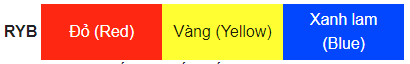 RYB Đỏ (Red) Vàng (Yellow) Xanh lam
(Blue)